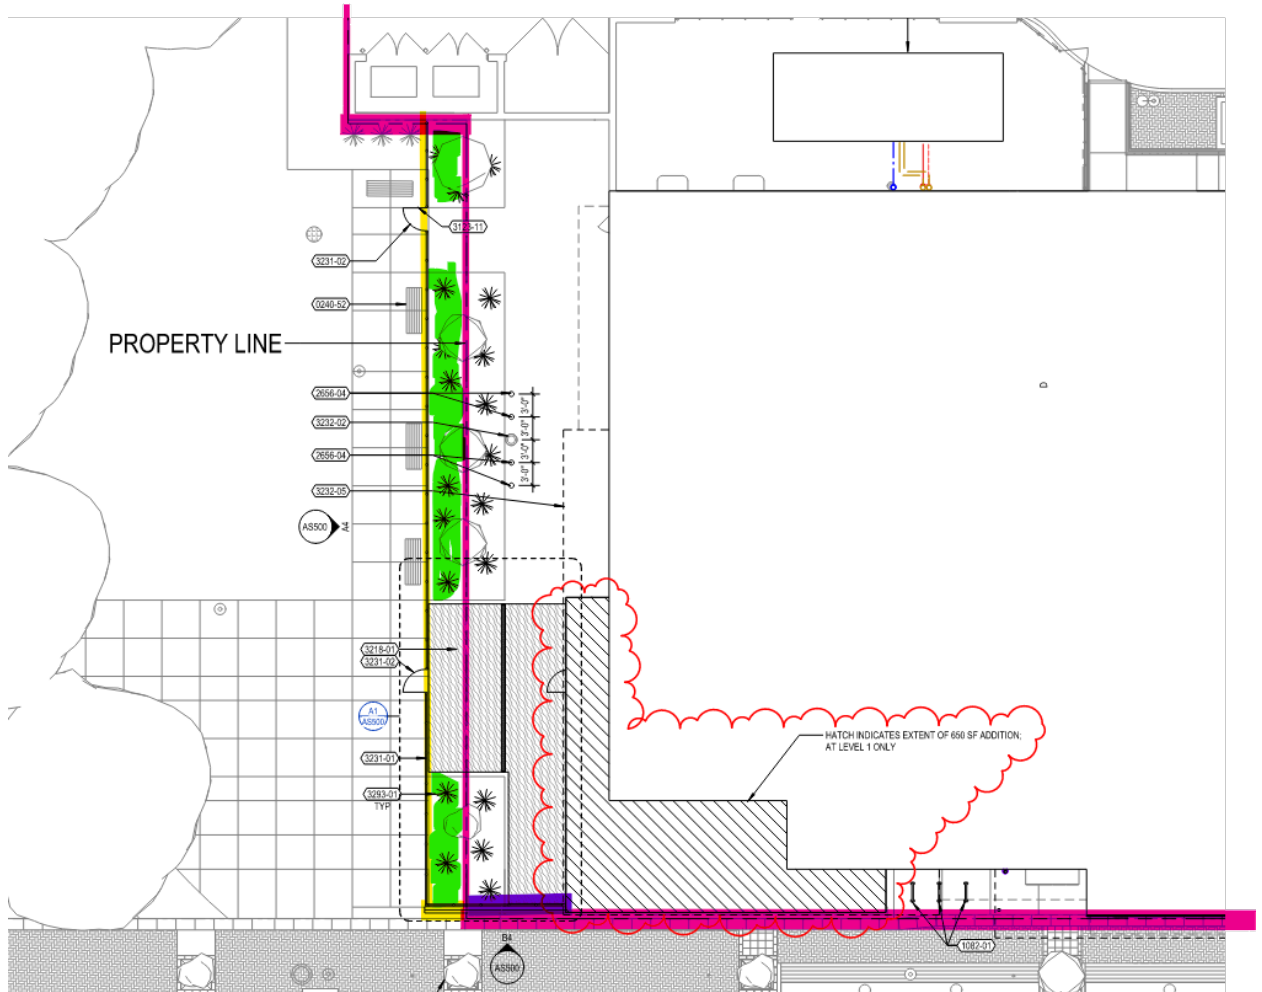 3123-11
3231-02
0240-52
PROPERTY LINE
2656-04
3232-02
2656-04
3232-05
3'-0"
3'-0"
3'-0"
3'-0"
AS500
A4
3218-01
3231-02
A1
AS500
3231-01
3293-01
TYP
HATCH INDICATES EXTENT OF 650 SF ADDITION;
AT LEVEL 1 ONLY
B4
AS500
1082-01